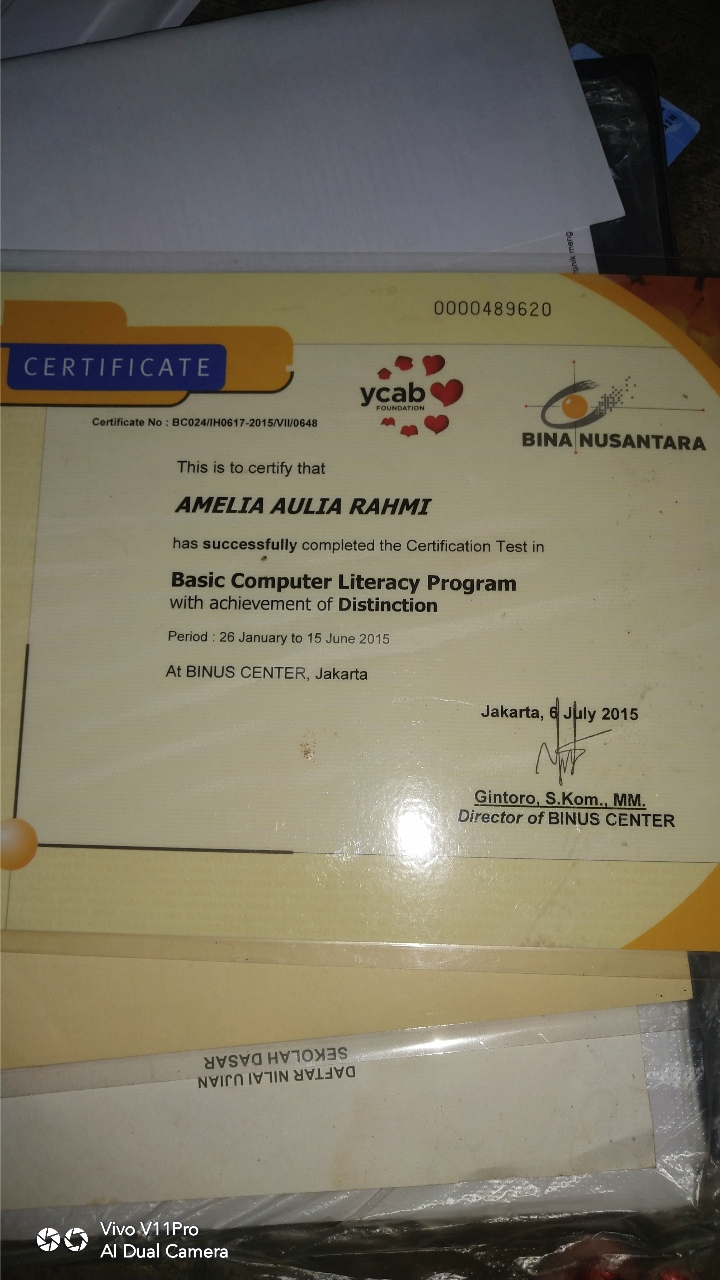 unik meng
0000489620
CERTIFICATE
ycab
FOUNDATION
BINA NUSANTARA
Certificate No : BC024/IH0617-2015/VII/0648
This is to certify that
AMELIA AULIA RAHMI
has successfully completed the Certification Test in
Basic Computer Literacy Program
with achievement of Distinction
Period : 26 January to 15 June 2015
At BINUS CENTER, Jakarta
Jakarta, 6 July 2015
Gintoro, S.Kom., MM.
Director of BINUS CENTER
DAFTAR NILAI UJIAN
SEKOLAH DASAR
Vivo V11Pro
AI Dual Camera